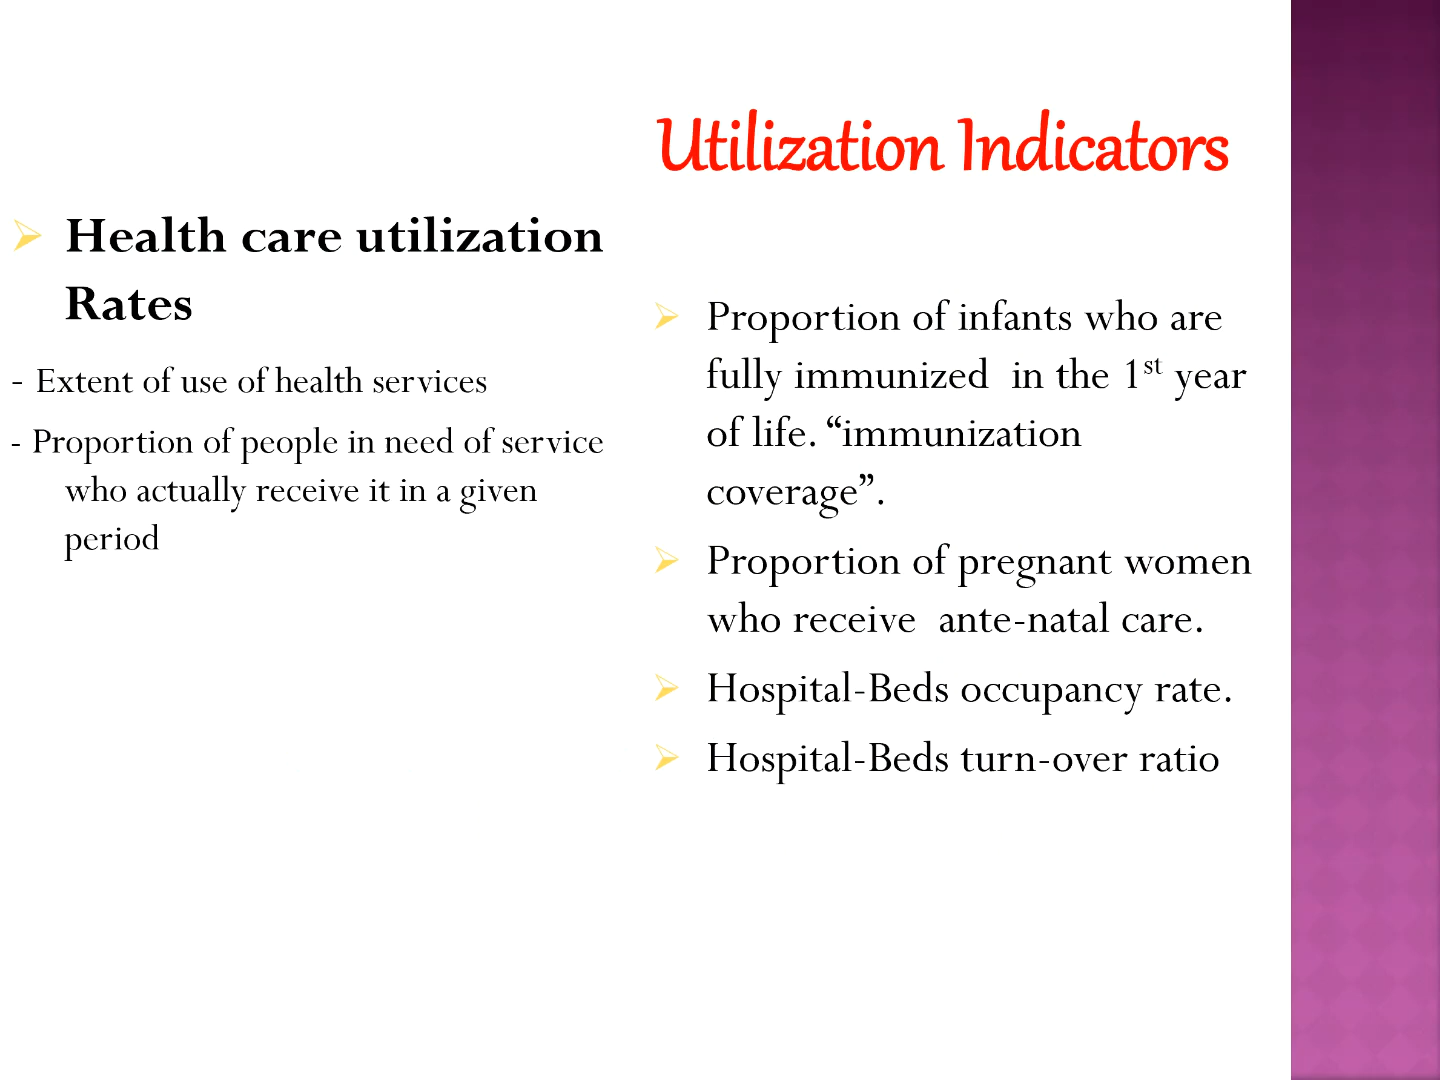 Utilization Indicators
Health care utilization
Rates
- Extent of use of health services
- Proportion of people in need of service
who actually receive it in a given
period
Proportion of infants who are
fully immunized  in the 1st year
of life. “immunization
coverage”.
Proportion of pregnant women
who receive  ante-natal care.
Hospital-Beds occupancy rate.
Hospital-Beds turn-over ratio